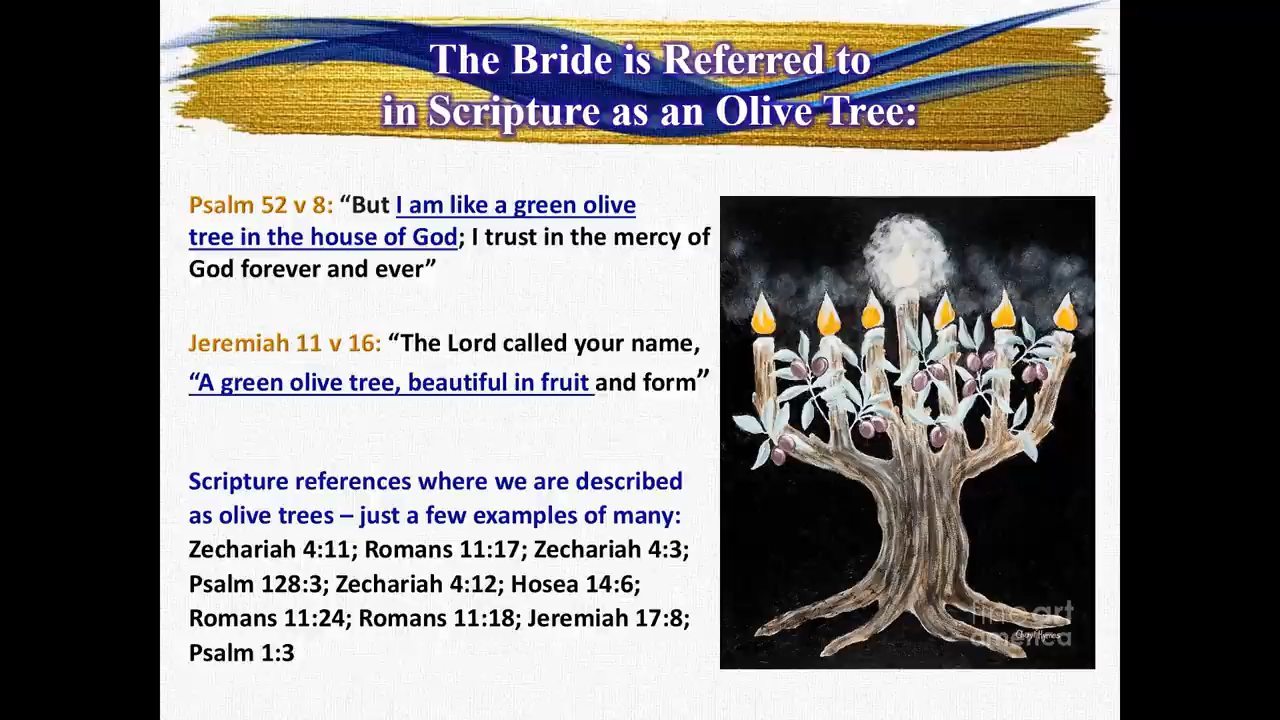 The Bride is Referred to
in Scripture as an Olive Tree:
Psalm 52 v 8: “But I am like a green olive
tree in the house of God; I trust in the mercy of
God forever and ever”
Jeremiah 11 v 16: “The Lord called your name,
“A green olive tree, beautiful in fruit and form”
Scripture references where we are described
as olive trees – just a few examples of many:
Zechariah 4:11; Romans 11:17; Zechariah 4:3;
Psalm 128:3; Zechariah 4:12; Hosea 14:6;
Romans 11:24; Romans 11:18; Jeremiah 17:8;
Psalm 1:3
fine art
america